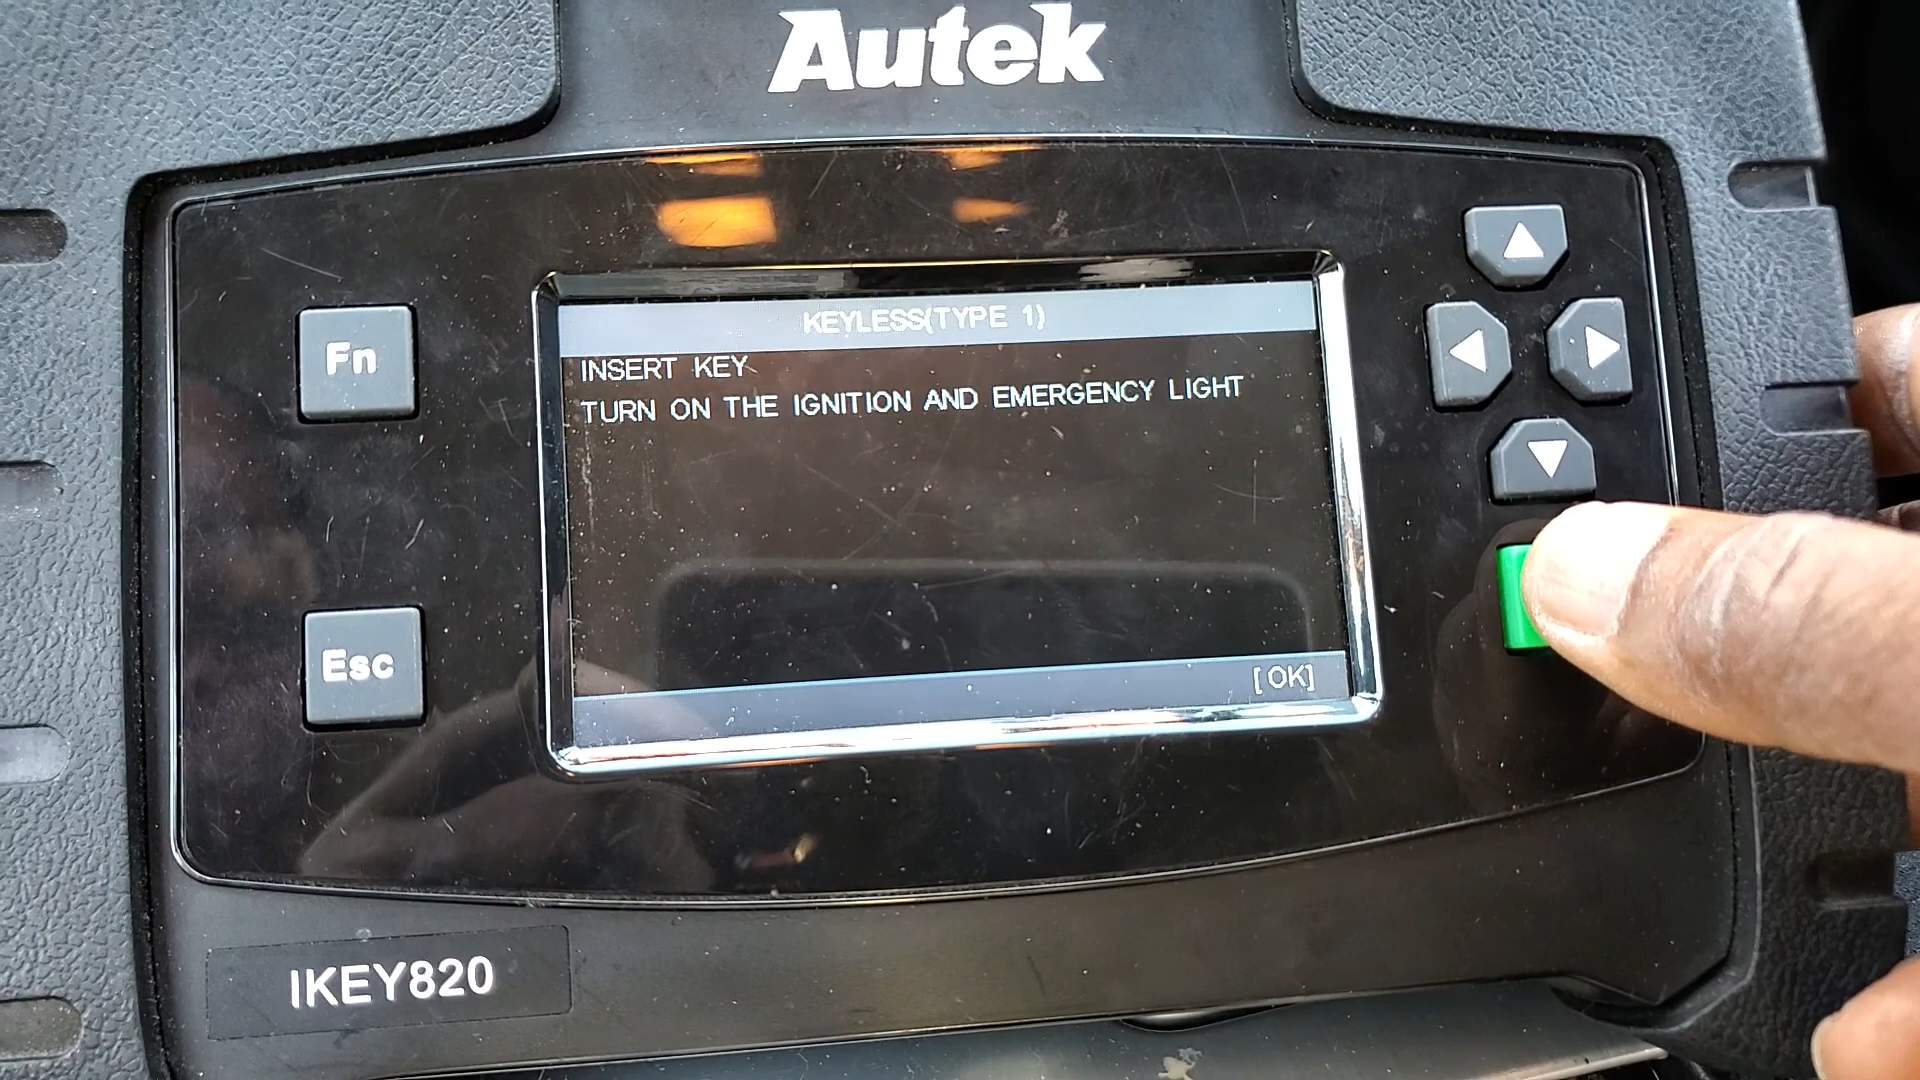 Autek
KEYLESS(TYPE 1)
INSERT KEY
TURN ON THE IGNITION AND EMERGENCY LIGHT
[OK]
Fn
Esc
IKEY820